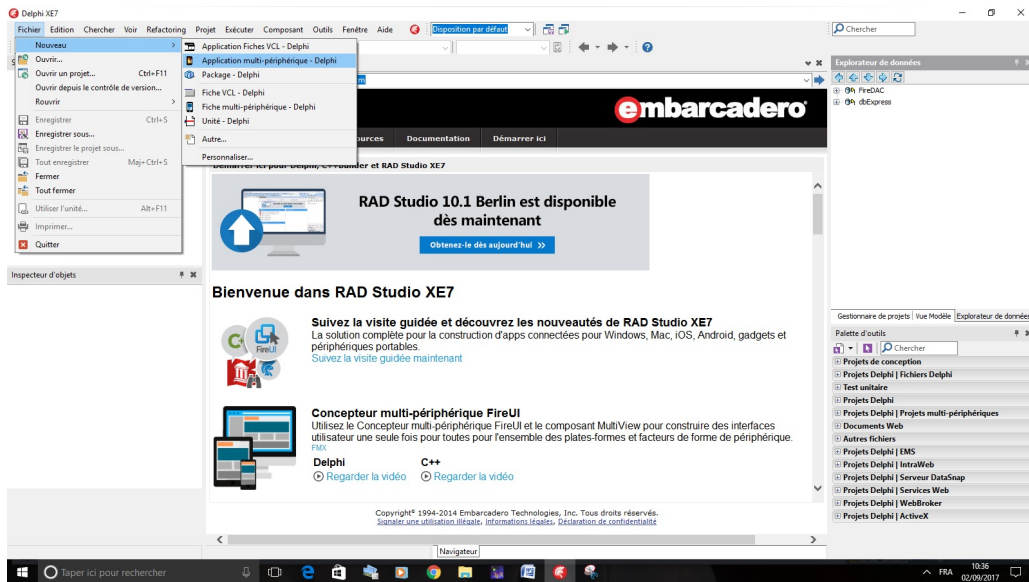 Delphi XE7
Fichier Edition Chercher Voir Refactoring Projet Exécuter Composant Outils Fenêtre Aide Disposition par défaut
Chercher
Nouveau
Ouvrir...
Ouvrir un projet... Ctrl+F11
Ouvrir depuis le contrôle de version...
Rouvrir
Enregistrer Ctrl+S
Enregistrer sous...
Enregistrer le projet sous...
Tout enregistrer Maj+Ctrl+S
Fermer
Tout fermer
Utiliser l'unité... Alt+F11
Imprimer...
Quitter
Application Fiches VCL - Delphi
Application multi-périphérique - Delphi
Package - Delphi
Fiche VCL - Delphi
Fiche multi-périphérique - Delphi
Unité - Delphi
Autre...
Personnaliser...
Explorateur de données
FireDAC
dbExpress
embarcadero
Documentation Démarrer ici
Démarrer ici pour Delphi, C++Builder et RAD Studio XE7
RAD Studio 10.1 Berlin est disponible
dès maintenant
Obtenez-le dès aujourd'hui »
Inspecteur d'objets
Bienvenue dans RAD Studio XE7
FireUI
Suivez la visite guidée et découvrez les nouveautés de RAD Studio XE7
La solution complète pour la construction d'apps connectées pour Windows, Mac, iOS, Android, gadgets et
périphériques portables.
Suivez la visite guidée maintenant
Concepteur multi-périphérique FireUI
Utilisez le Concepteur multi-périphérique FireUI et le composant MultiView pour construire des interfaces
utilisateur une seule fois pour toutes pour l'ensemble des plates-formes et facteurs de forme de périphérique.
FMX
Delphi C++
Regarder la vidéo Regarder la vidéo
Copyright® 1994-2014 Embarcadero Technologies, Inc. Tous droits réservés.
Signaler une utilisation illégale, Informations légales, Déclaration de confidentialité
Navigateur
Gestionnaire de projets Vue Modèle Explorateur de données
Palette d'outils
Chercher
Projets de conception
Projets Delphi | Fichiers Delphi
Test unitaire
Projets Delphi
Projets Delphi | Projets multi-périphériques
Documents Web
Autres fichiers
Projets Delphi | EMS
Projets Delphi | IntraWeb
Projets Delphi | Serveur DataSnap
Projets Delphi | Services Web
Projets Delphi | WebBroker
Projets Delphi | ActiveX
Taper ici pour rechercher
FRA
10:36
02/09/2017